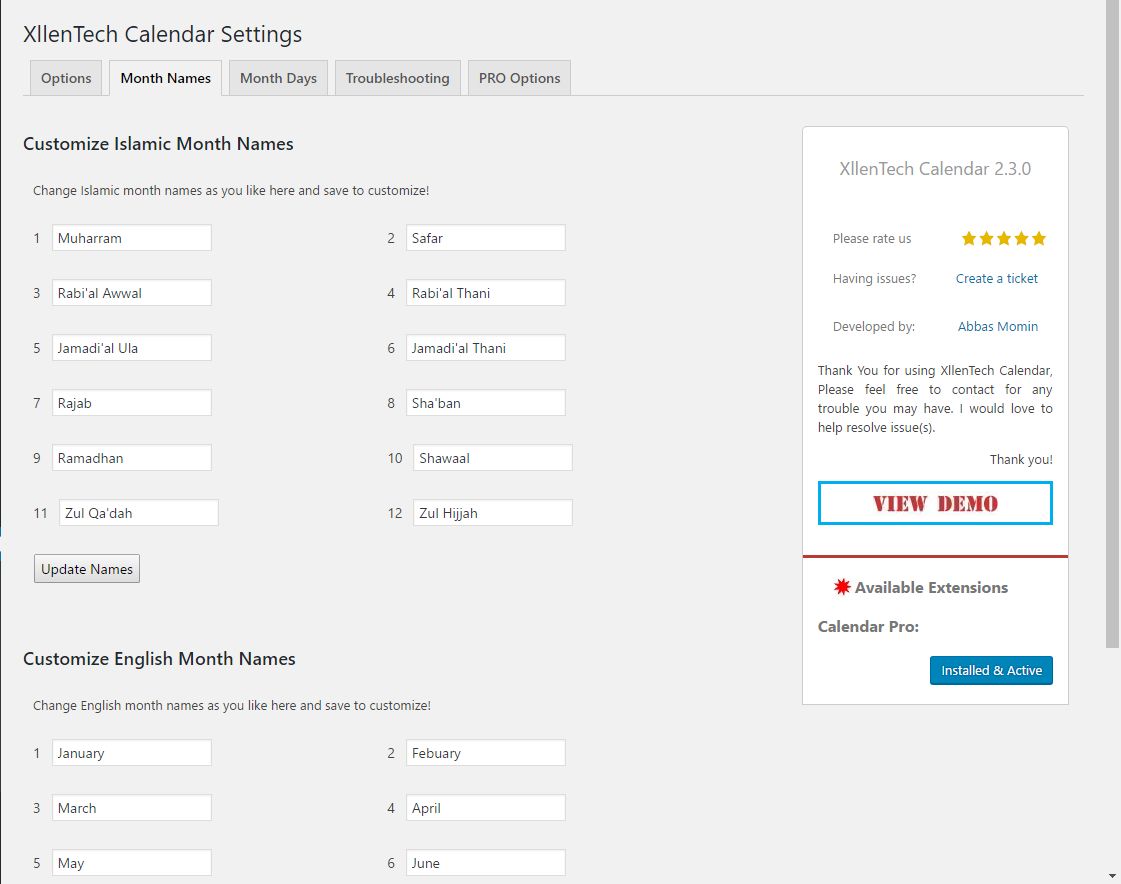 XllenTech Calendar Settings
Options Month Names Month Days Troubleshooting PRO Options
Customize Islamic Month Names
Change Islamic month names as you like here and save to customize!
1 Muharram 2 Safar
3 Rabi'al Awwal 4 Rabi'al Thani
5 Jamadi'al Ula 6 Jamadi'al Thani
7 Rajab 8 Sha'ban
9 Ramadhan 10 Shawaal
11 Zul Qa'dah 12 Zul Hijjah
Update Names
Customize English Month Names
Change English month names as you like here and save to customize!
1 January 2 Febuary
3 March 4 April
5 May 6 June
XllenTech Calendar 2.3.0
Please rate us
Having issues? Create a ticket
Developed by: Abbas Momin
Thank You for using XllenTech Calendar,
Please feel free to contact for any
trouble you may have. I would love to
help resolve issue(s).
Thank you!
VIEW DEMO
Available Extensions
Calendar Pro:
Installed & Active